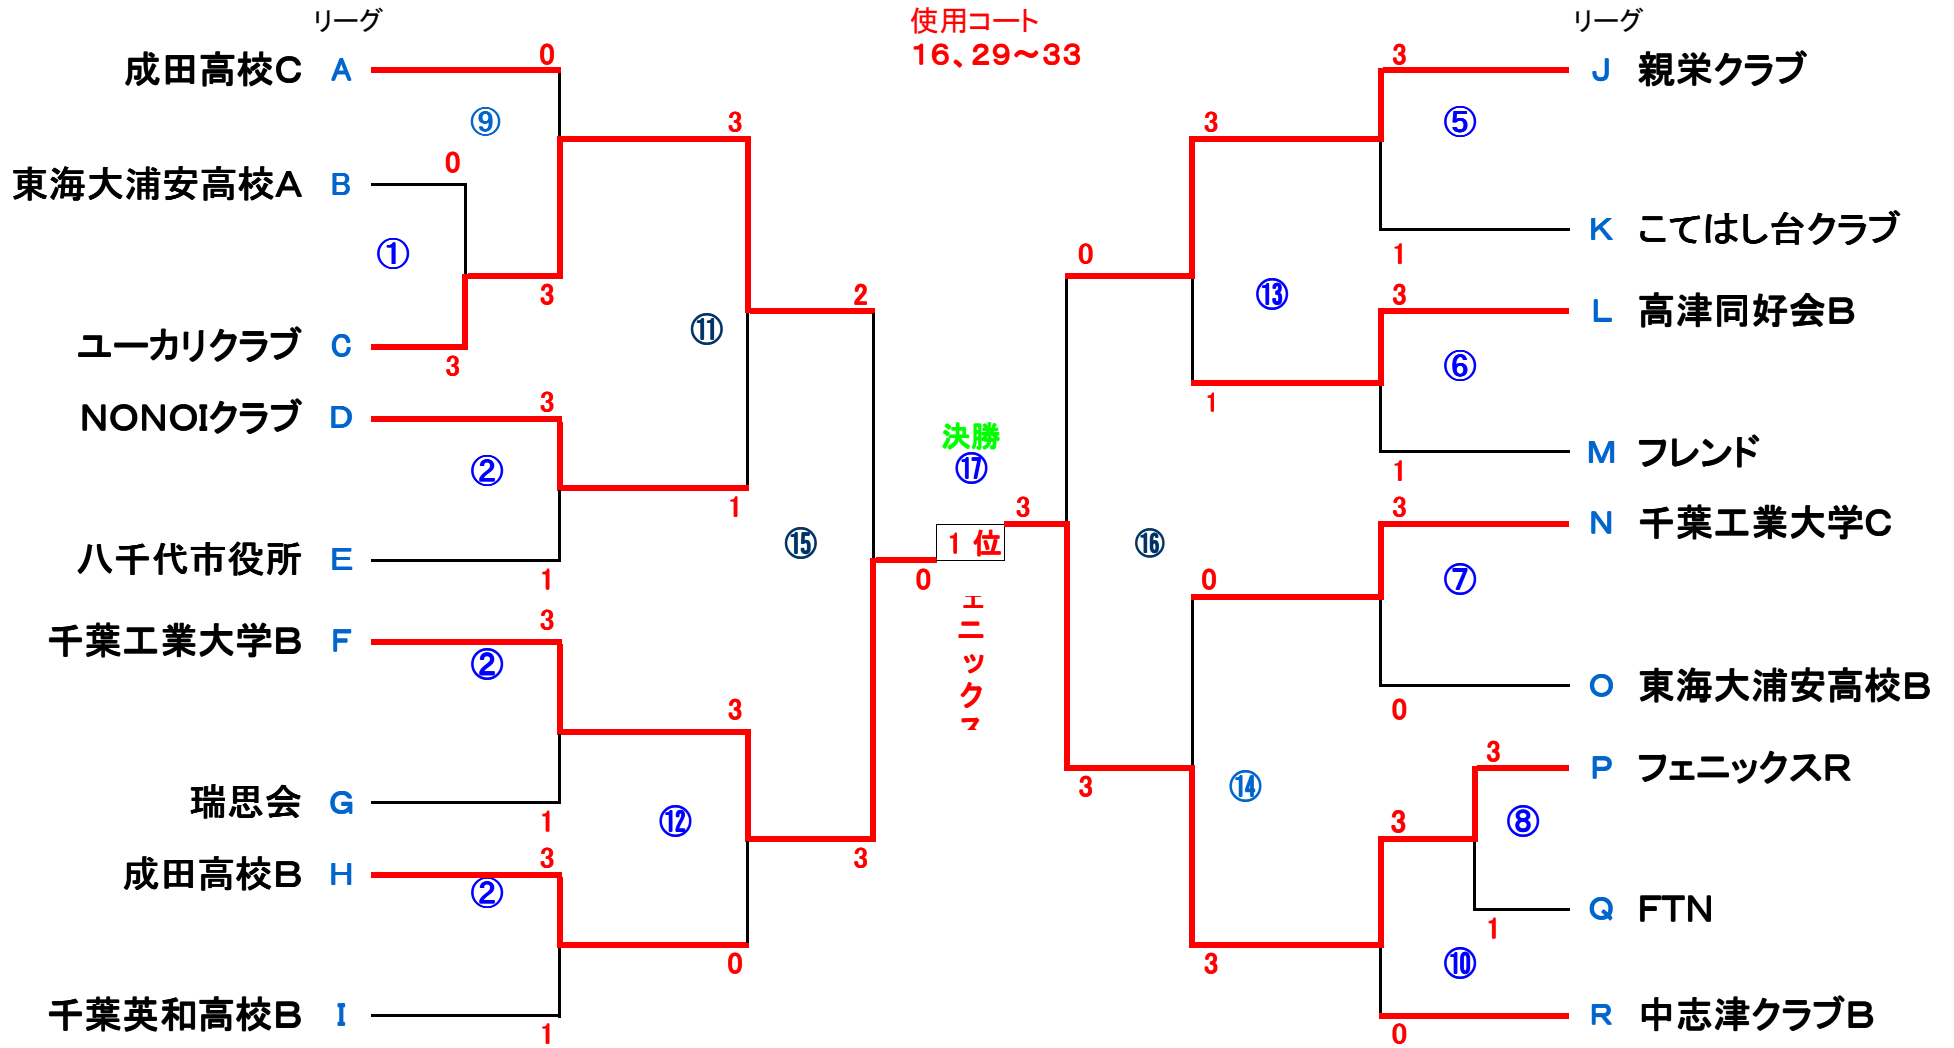 リーグ
使用コート
16、29～33
リーグ
成田高校C A
0
⑨
東海大浦安高校A B
0
①
3
ユーカリクラブ C
3
3
⑪
NONOIクラブ D
3
②
1
八千代市役所 E
1
2
⑮
千葉工業大学B F
3
②
3
瑞思会 G
1
⑫
3
成田高校B H
3
②
0
千葉英和高校B I
1
決勝
⑰
3
1 位
0
ニ
ッ
ク
3
J 親栄クラブ
⑤
3
K こてはし台クラブ
1
0
⑬
3
L 高津同好会B
⑥
1
M フレンド
1
⑯
3
N 千葉工業大学C
0
⑦
O 東海大浦安高校B
0
3
P フェニックスR
3
⑭
3
⑧
Q FTN
1
⑩
3
R 中志津クラブB
0